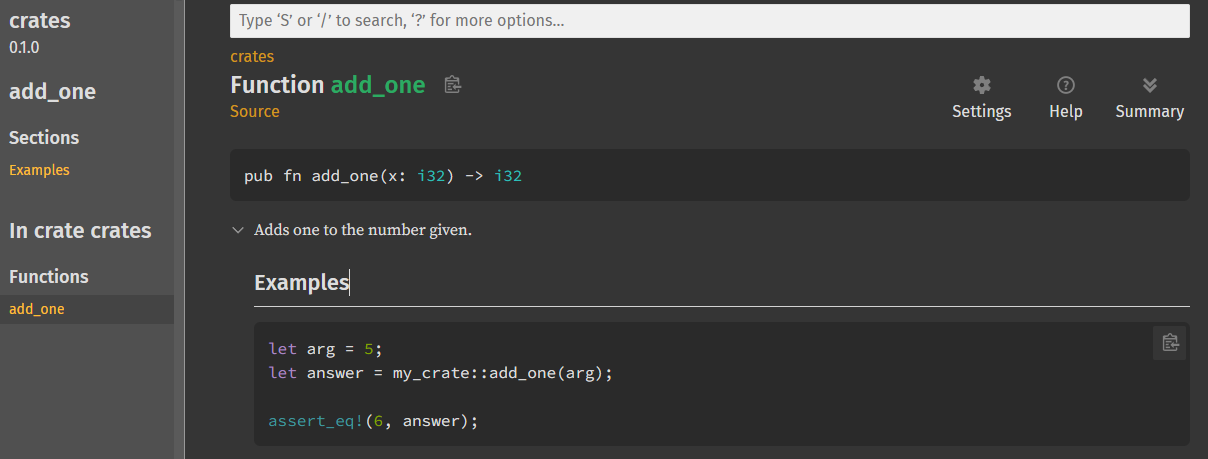 crates
0.1.0
add_one
Sections
Examples
In crate crates
Functions
add_one
Type ‘S’ or ‘/’ to search, ‘?’ for more options…
crates
Function add_one
Source
Settings
Help
Summary
pub fn add_one(x: i32) -> i32
Adds one to the number given.
Examples
let arg = 5;
let answer = my_crate::add_one(arg);
assert_eq!(6, answer);